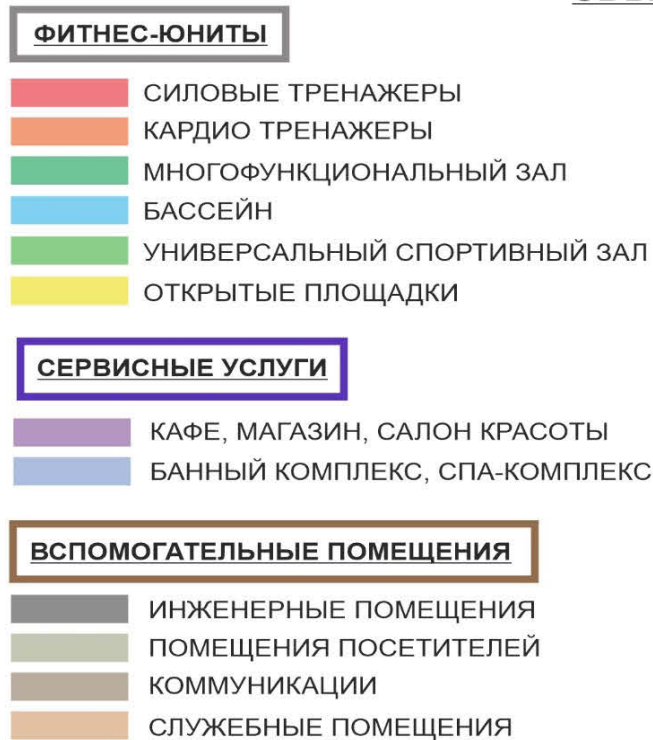 ФИТНЕС-ЮНИТЫ
СИЛОВЫЕ ТРЕНАЖЕРЫ
КАРДИО ТРЕНАЖЕРЫ
МНОГОФУНКЦИОНАЛЬНЫЙ ЗАЛ
БАССЕЙН
УНИВЕРСАЛЬНЫЙ СПОРТИВНЫЙ ЗАЛ
ОТКРЫТЫЕ ПЛОЩАДКИ
СЕРВИСНЫЕ УСЛУГИ
КАФЕ, МАГАЗИН, САЛОН КРАСОТЫ
БАННЫЙ КОМПЛЕКС, СПА-КОМПЛЕКС
ВСПОМОГАТЕЛЬНЫЕ ПОМЕЩЕНИЯ
ИНЖЕНЕРНЫЕ ПОМЕЩЕНИЯ
ПОМЕЩЕНИЯ ПОСЕТИТЕЛЕЙ
КОММУНИКАЦИИ
СЛУЖЕБНЫЕ ПОМЕЩЕНИЯ